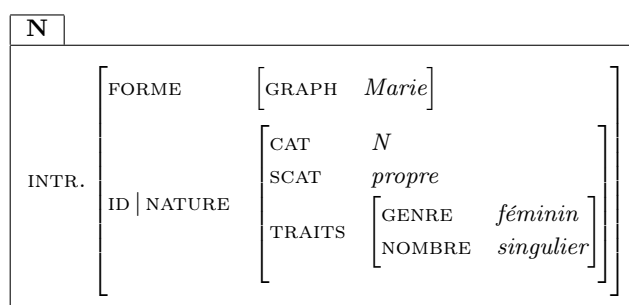 N
FORME [GRAPH Marie]
CAT N
INTR. SCAT propre
ID | NATURE
GENRE féminin
TRAITS
NOMBRE singulier